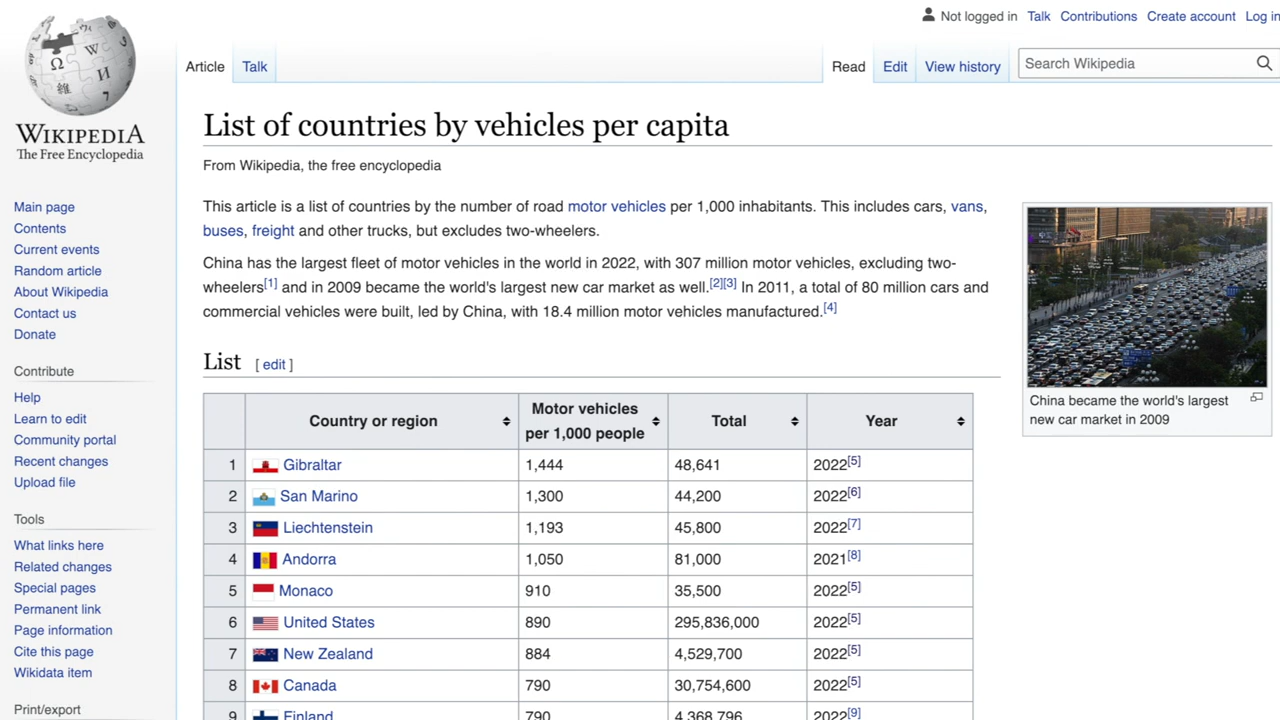 Not logged in Talk Contributions Create account Log in
Article Talk Read Edit View history Search Wikipedia
WIKIPEDIA
The Free Encyclopedia
Main page
Contents
Current events
Random article
About Wikipedia
Contact us
Donate
Contribute
Help
Learn to edit
Community portal
Recent changes
Upload file
Tools
What links here
Related changes
Special pages
Permanent link
Page information
Cite this page
Wikidata item
Print/export
List of countries by vehicles per capita
From Wikipedia, the free encyclopedia
This article is a list of countries by the number of road motor vehicles per 1,000 inhabitants. This includes cars, vans,
buses, freight and other trucks, but excludes two-wheelers.
China has the largest fleet of motor vehicles in the world in 2022, with 307 million motor vehicles, excluding two-
wheelers[1] and in 2009 became the world's largest new car market as well.[2][3] In 2011, a total of 80 million cars and
commercial vehicles were built, led by China, with 18.4 million motor vehicles manufactured.[4]
China became the world's largest
new car market in 2009
List [ edit ]
Country or region Motor vehicles per 1,000 people Total Year
1 Gibraltar 1,444 48,641 2022[5]
2 San Marino 1,300 44,200 2022[6]
3 Liechtenstein 1,193 45,800 2022[7]
4 Andorra 1,050 81,000 2021[8]
5 Monaco 910 35,500 2022[5]
6 United States 890 295,836,000 2022[5]
7 New Zealand 884 4,529,700 2022[5]
8 Canada 790 30,754,600 2022[5]
9 Finland 790 4,368,796 2022[9]